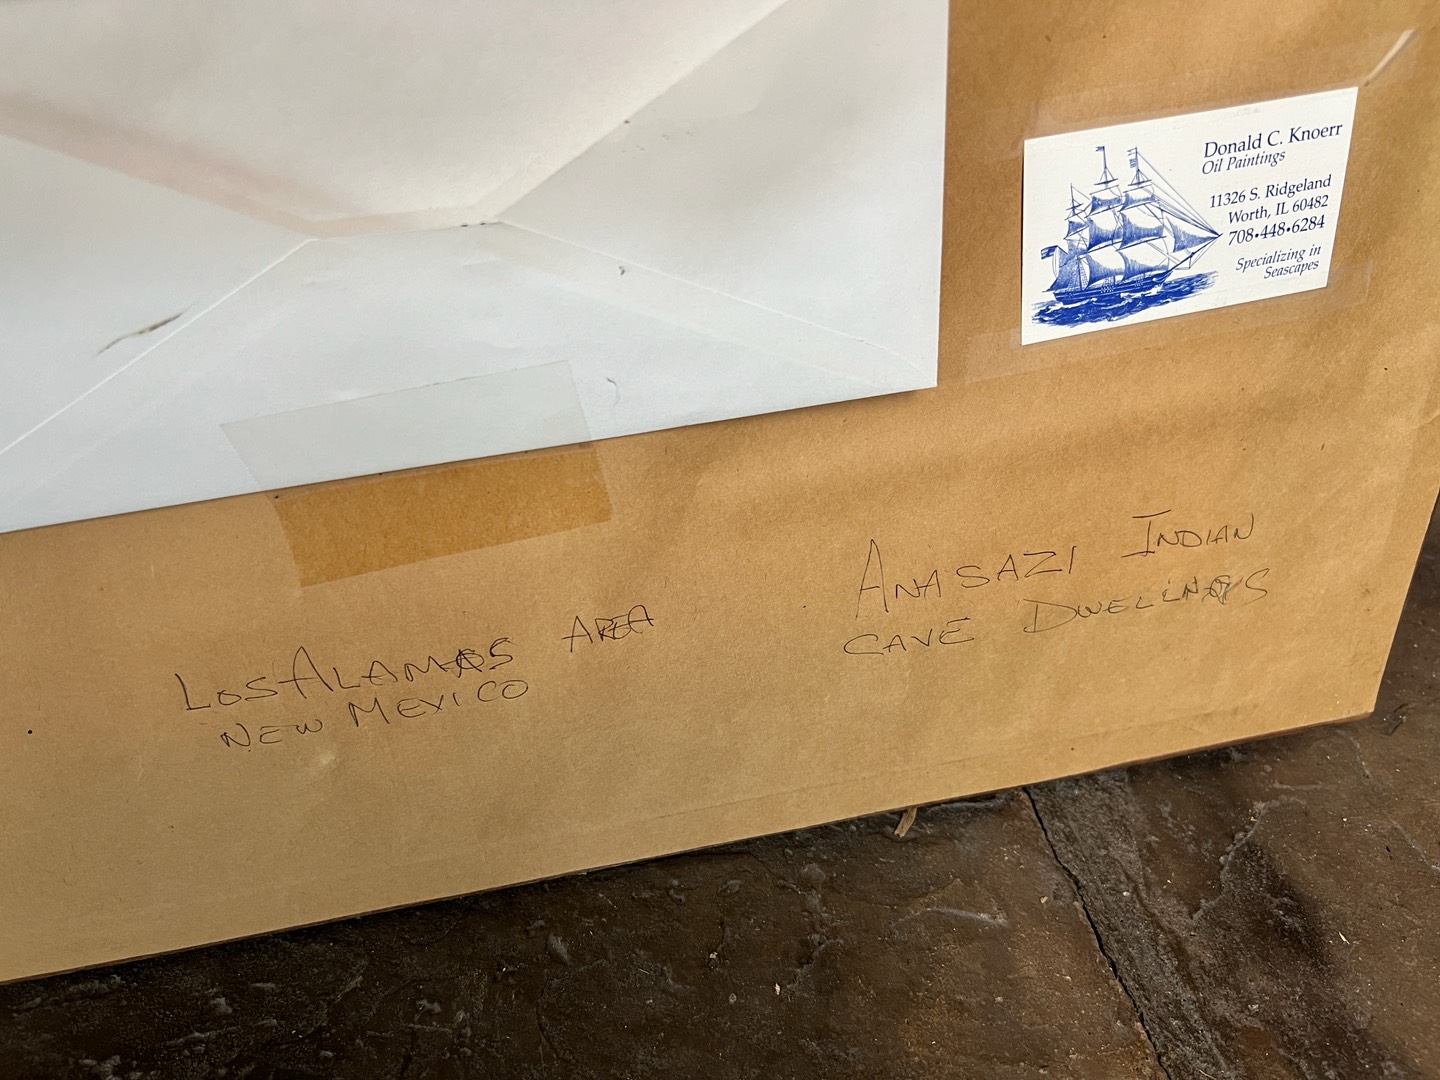 Donald C. Knoerr
Oil Paintings
11326 S. Ridgeland
Worth, IL 60482
708•448•6284
Specializing in
Seascapes
LOS ALAMOS AREA
NEW MEXICO
ANASAZI INDIAN
CAVE DWELINGS